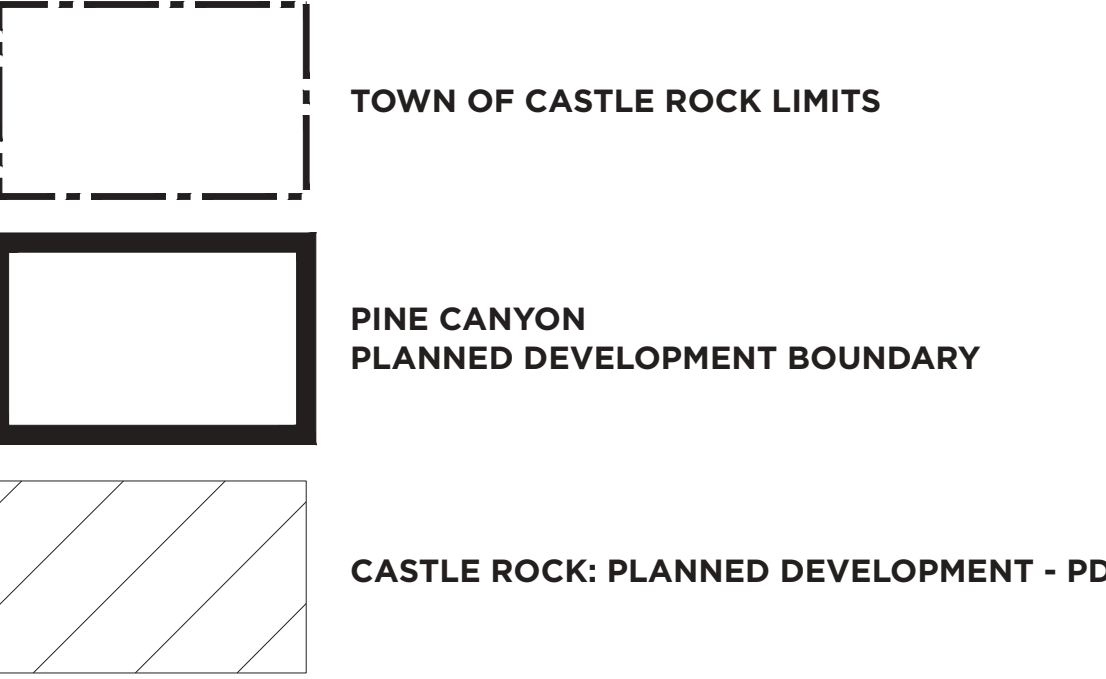 TOWN OF CASTLE ROCK LIMITS
PINE CANYON
PLANNED DEVELOPMENT BOUNDARY
CASTLE ROCK: PLANNED DEVELOPMENT - PD